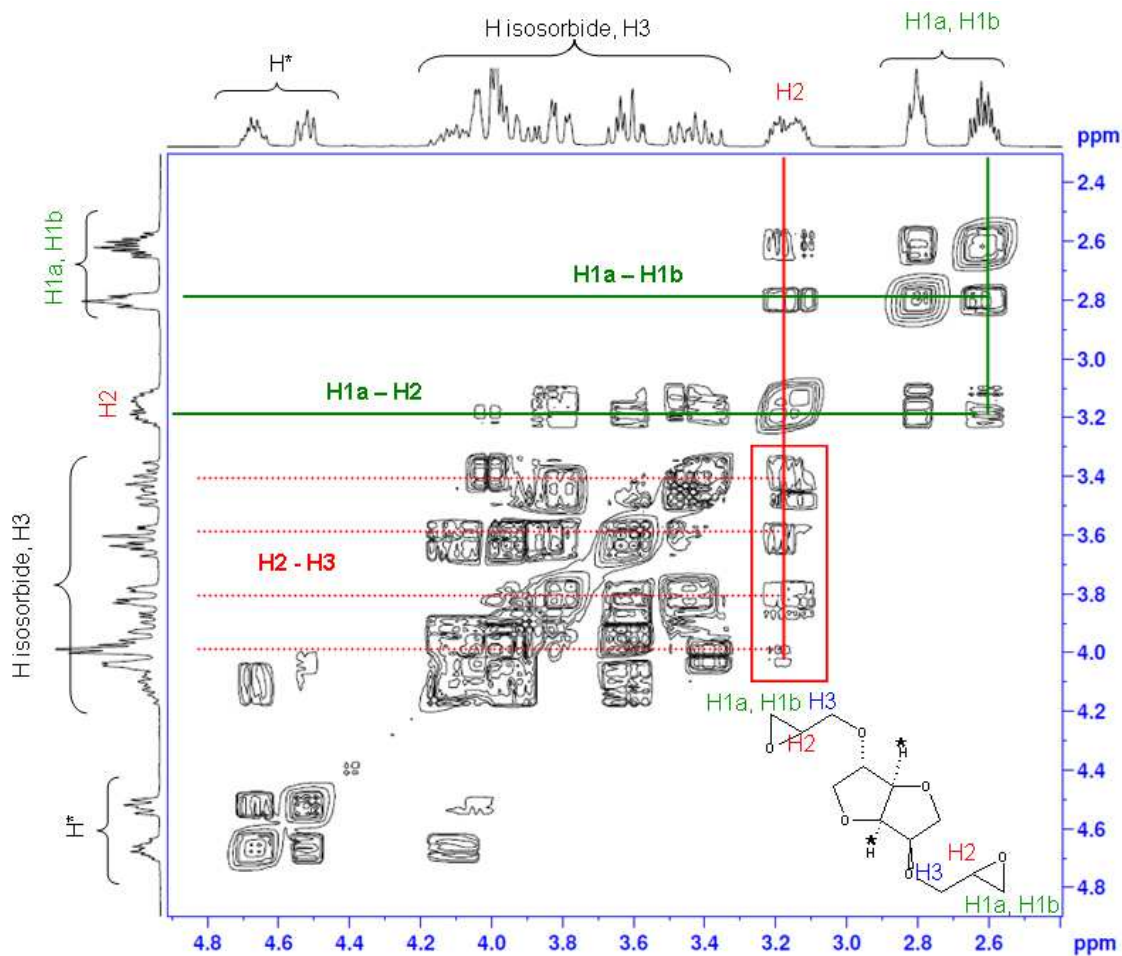 H isosorbide, H3
H1a, H1b
H*
H2
ppm
H1a, H1b
H2
H isosorbide, H3
H*
2.4
2.6
2.8
3.0
3.2
3.4
3.6
3.8
4.0
4.2
4.4
4.6
4.8
H1a – H1b
H1a – H2
H2 - H3
H1a, H1b H3
O
H2
O
*
H
O
O
*
H
O
H3
H2
O
H1a, H1b
4.8 4.6 4.4 4.2 4.0 3.8 3.6 3.4 3.2 3.0 2.8 2.6 ppm